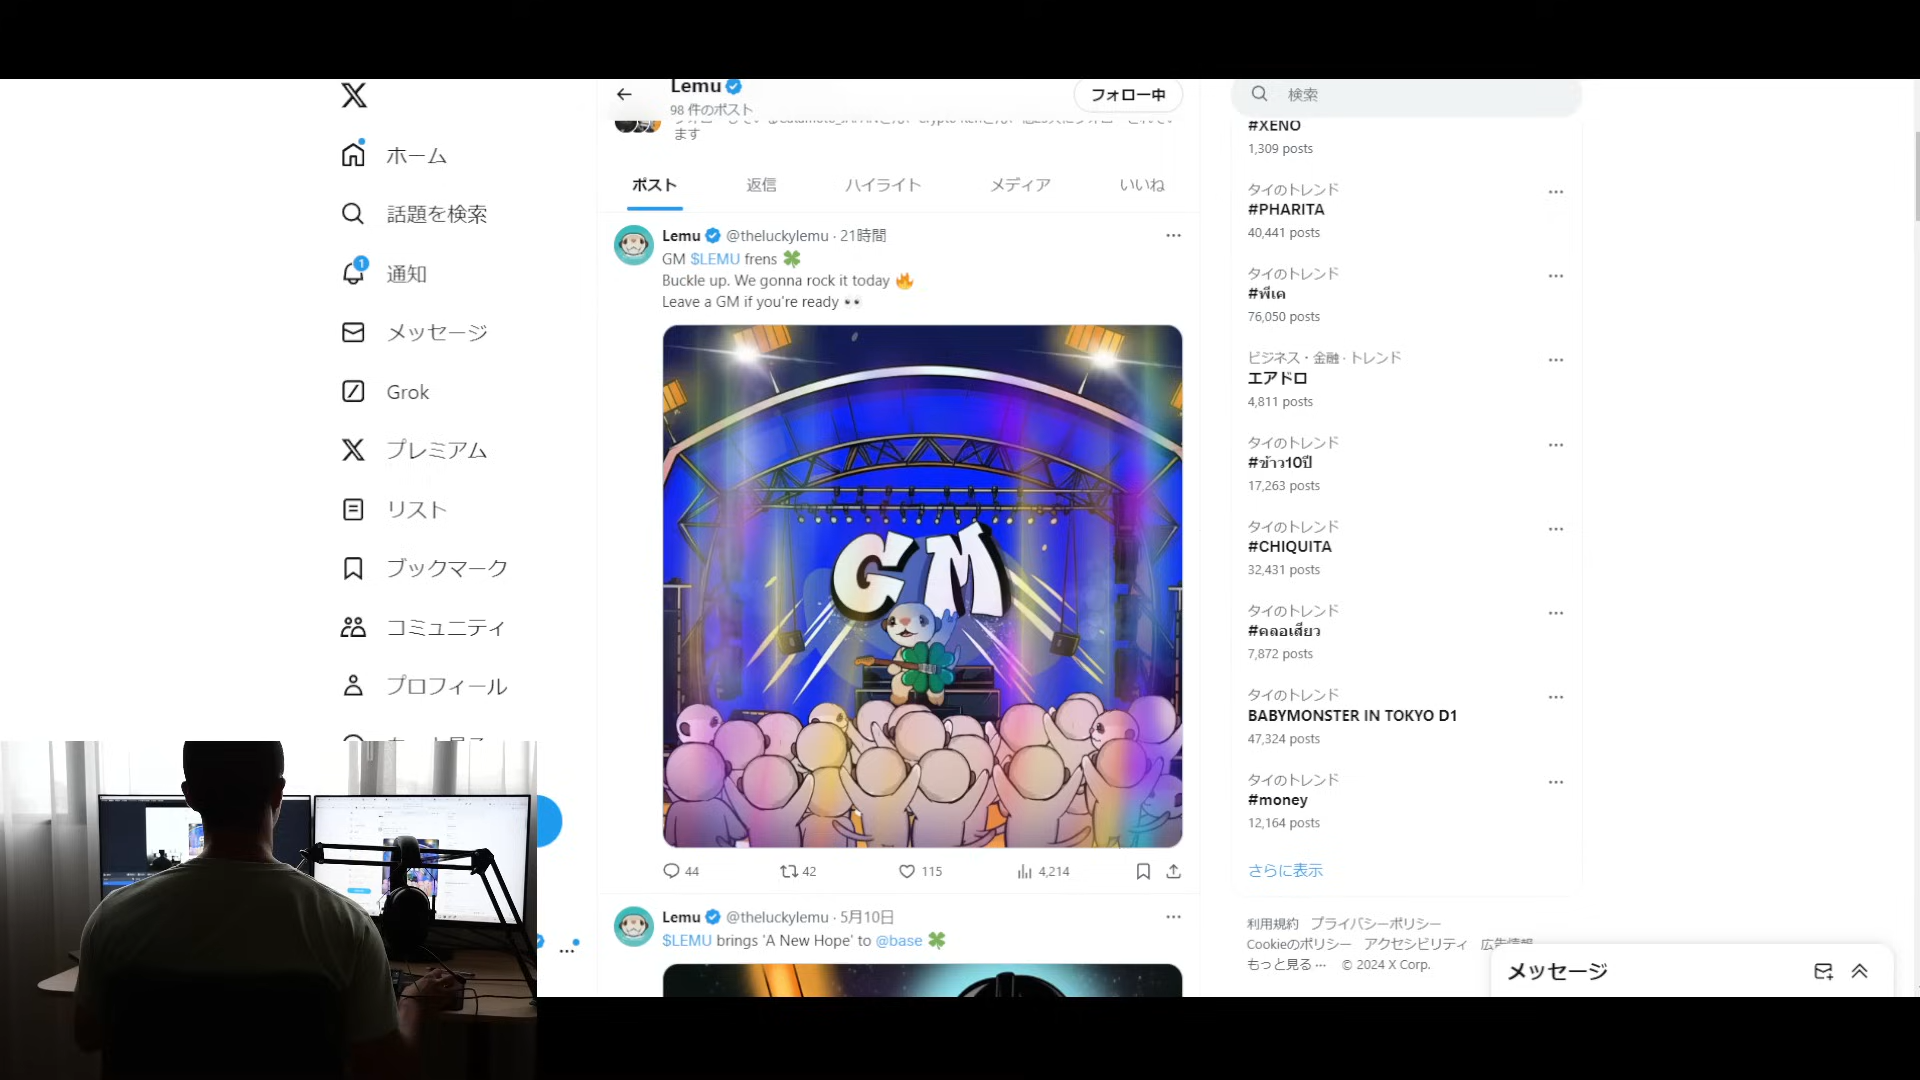 ホーム
話題を検索
通知
1
メッセージ
Grok
プレミアム
リスト
ブックマーク
コミュニティ
プロフィール
Lemu
98 件のポスト
フォロー中
ます
ポスト
返信
ハイライト
メディア
いいね
Lemu @theluckylemu · 21時間
GM $LEMU frens 🍀
Buckle up. We gonna rock it today 🔥
Leave a GM if you're ready 👀
GM
44
42
115
4,214
Lemu @theluckylemu · 5月10日
$LEMU brings 'A New Hope' to @base 🍀
検索
#XENO
1,309 posts
タイのトレンド
#PHARITA
40,441 posts
タイのトレンド
#พีเค
76,050 posts
ビジネス・金融 · トレンド
エアドロ
4,811 posts
タイのトレンド
#ข่าว10ปี
17,263 posts
タイのトレンド
#CHIQUITA
32,431 posts
タイのトレンド
#คลอเสียว
7,872 posts
タイのトレンド
BABYMONSTER IN TOKYO D1
47,324 posts
タイのトレンド
#money
12,164 posts
さらに表示
利用規約 プライバシーポリシー
Cookieのポリシー アクセシビリティ 広告情報
もっと見る ··· © 2024 X Corp.
メッセージ